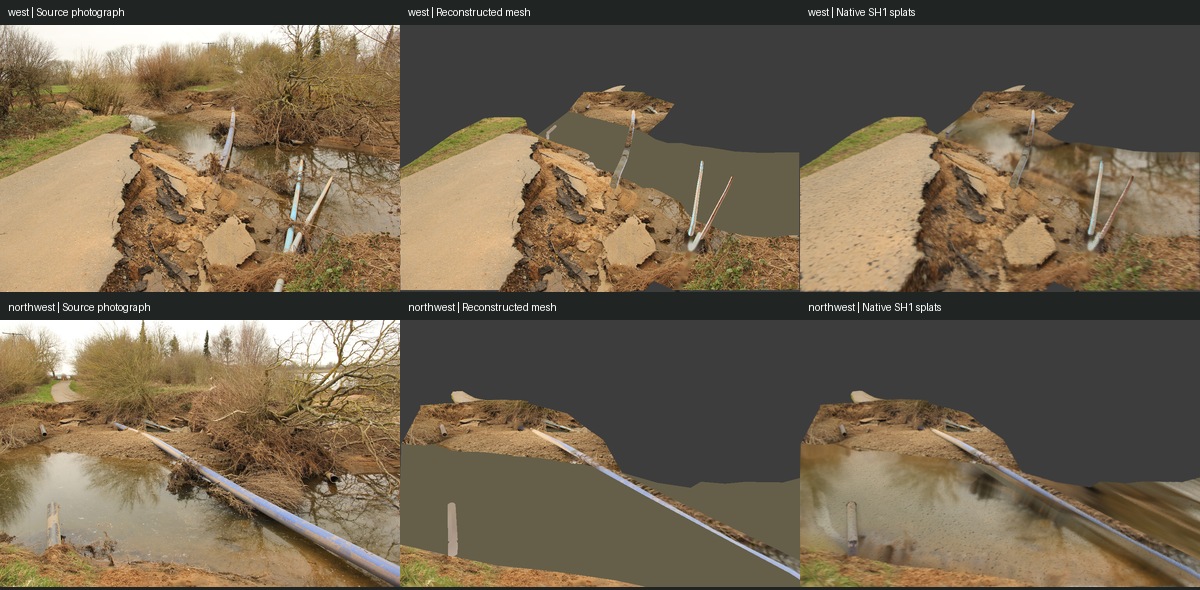 west | Source photograph
west | Reconstructed mesh
west | Native SH1 splats
northwest | Source photograph
northwest | Reconstructed mesh
northwest | Native SH1 splats